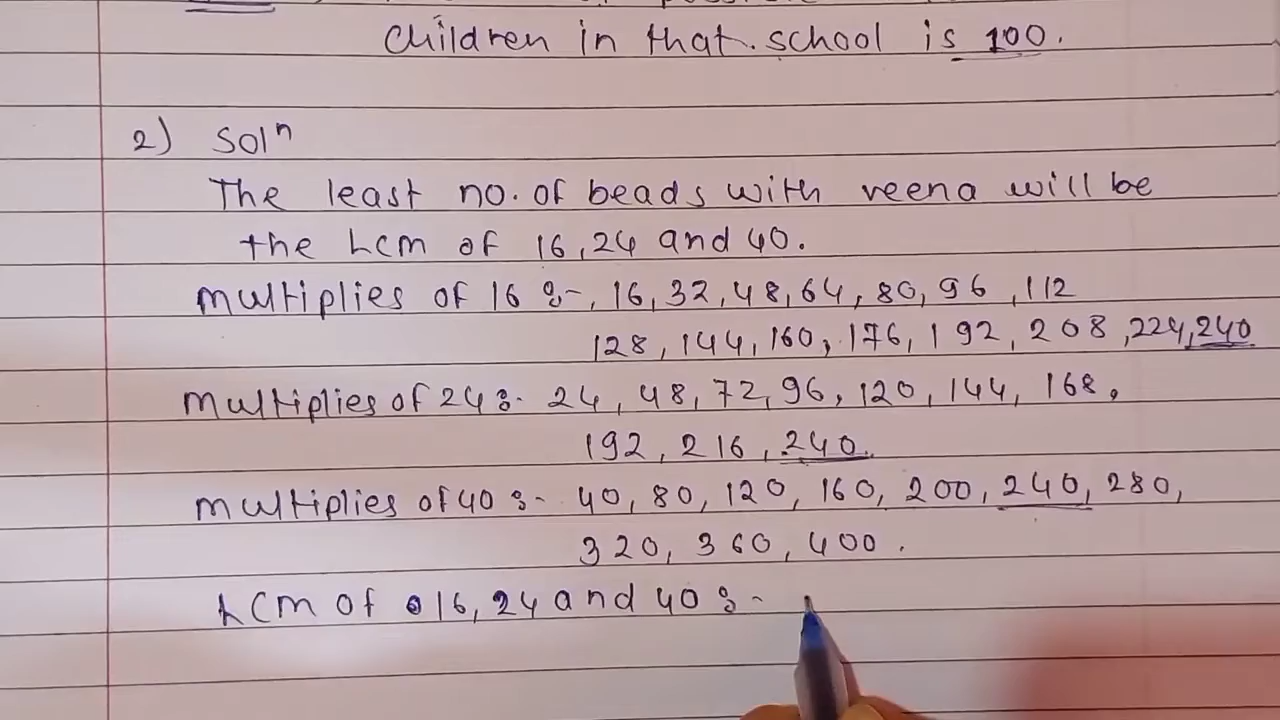 Children in that school is 100.
2) Solⁿ
The least no. of beads with veena will be
the Lcm of 16, 24 and 40.
Multiplies of 16 :- 16, 32, 48, 64, 80, 96, 112
128, 144, 160, 176, 192, 208, 224, 240
Multiplies of 24 :- 24, 48, 72, 96, 120, 144, 168,
192, 216, 240.
Multiplies of 40 :- 40, 80, 120, 160, 200, 240, 280,
320, 360, 400.
LCM of 16, 24 and 40 :-